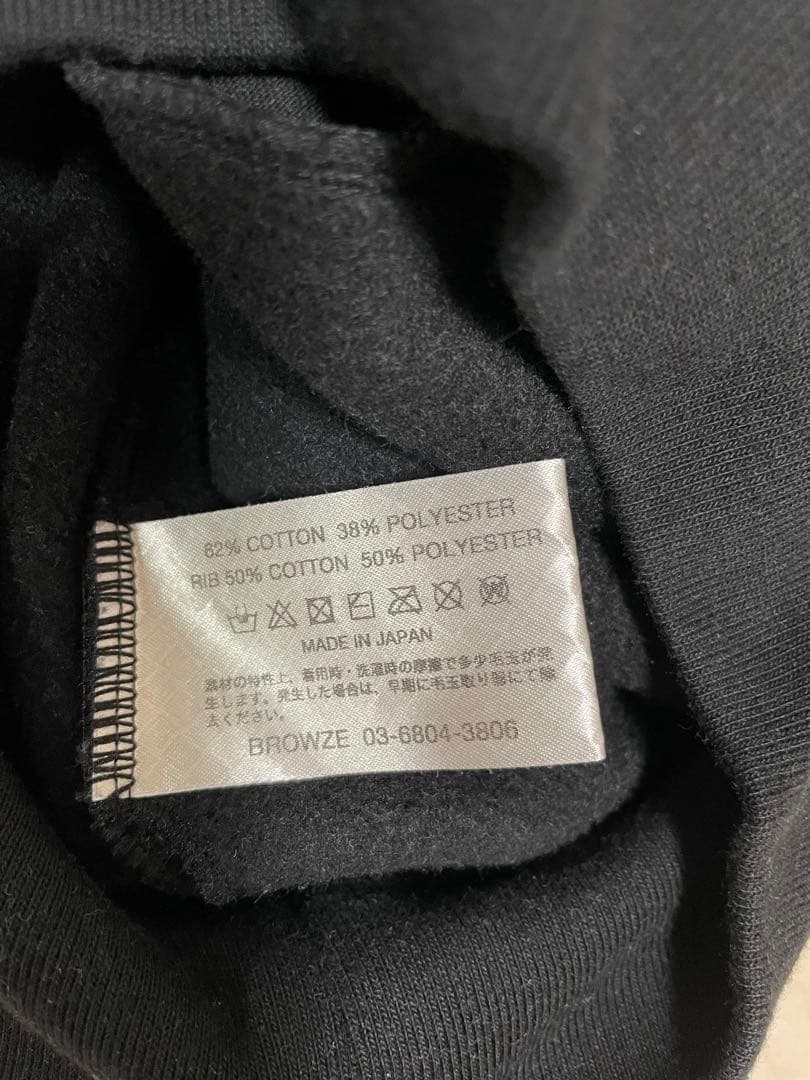 62% COTTON 38% POLYESTER
RIB 50% COTTON 50% POLYESTER
MADE IN JAPAN
素材の特性上、着用時・洗濯時の摩擦で多少毛玉が発
生します。発生した場合は、早期に毛玉取り器にて除
去ください。
BROWZE 03-6804-3806